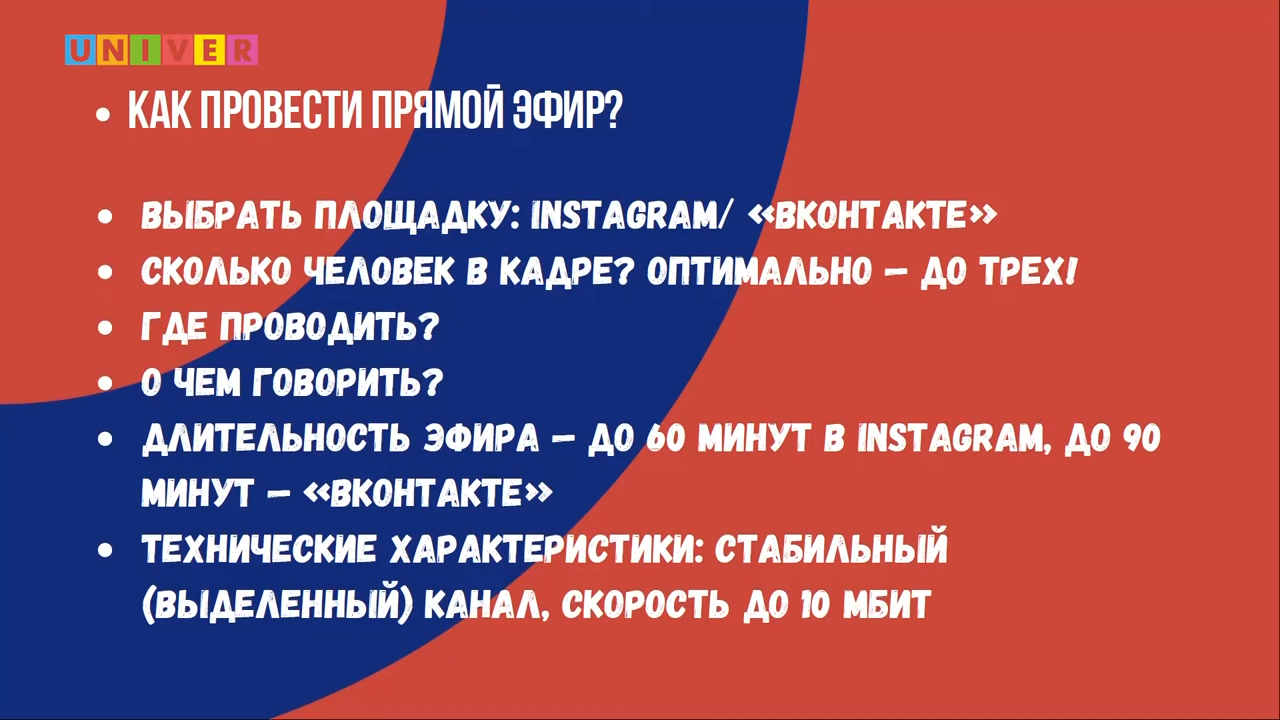 UNIVER
• КАК ПРОВЕСТИ ПРЯМОЙ ЭФИР?
• ВЫБРАТЬ ПЛОЩАДКУ: INSTAGRAM/ «ВКОНТАКТЕ»
• СКОЛЬКО ЧЕЛОВЕК В КАДРЕ? ОПТИМАЛЬНО – ДО ТРЕХ!
• ГДЕ ПРОВОДИТЬ?
• О ЧЕМ ГОВОРИТЬ?
• ДЛИТЕЛЬНОСТЬ ЭФИРА – ДО 60 МИНУТ В INSTAGRAM, ДО 90
МИНУТ – «ВКОНТАКТЕ»
• ТЕХНИЧЕСКИЕ ХАРАКТЕРИСТИКИ: СТАБИЛЬНЫЙ
(ВЫДЕЛЕННЫЙ) КАНАЛ, СКОРОСТЬ ДО 10 МБИТ